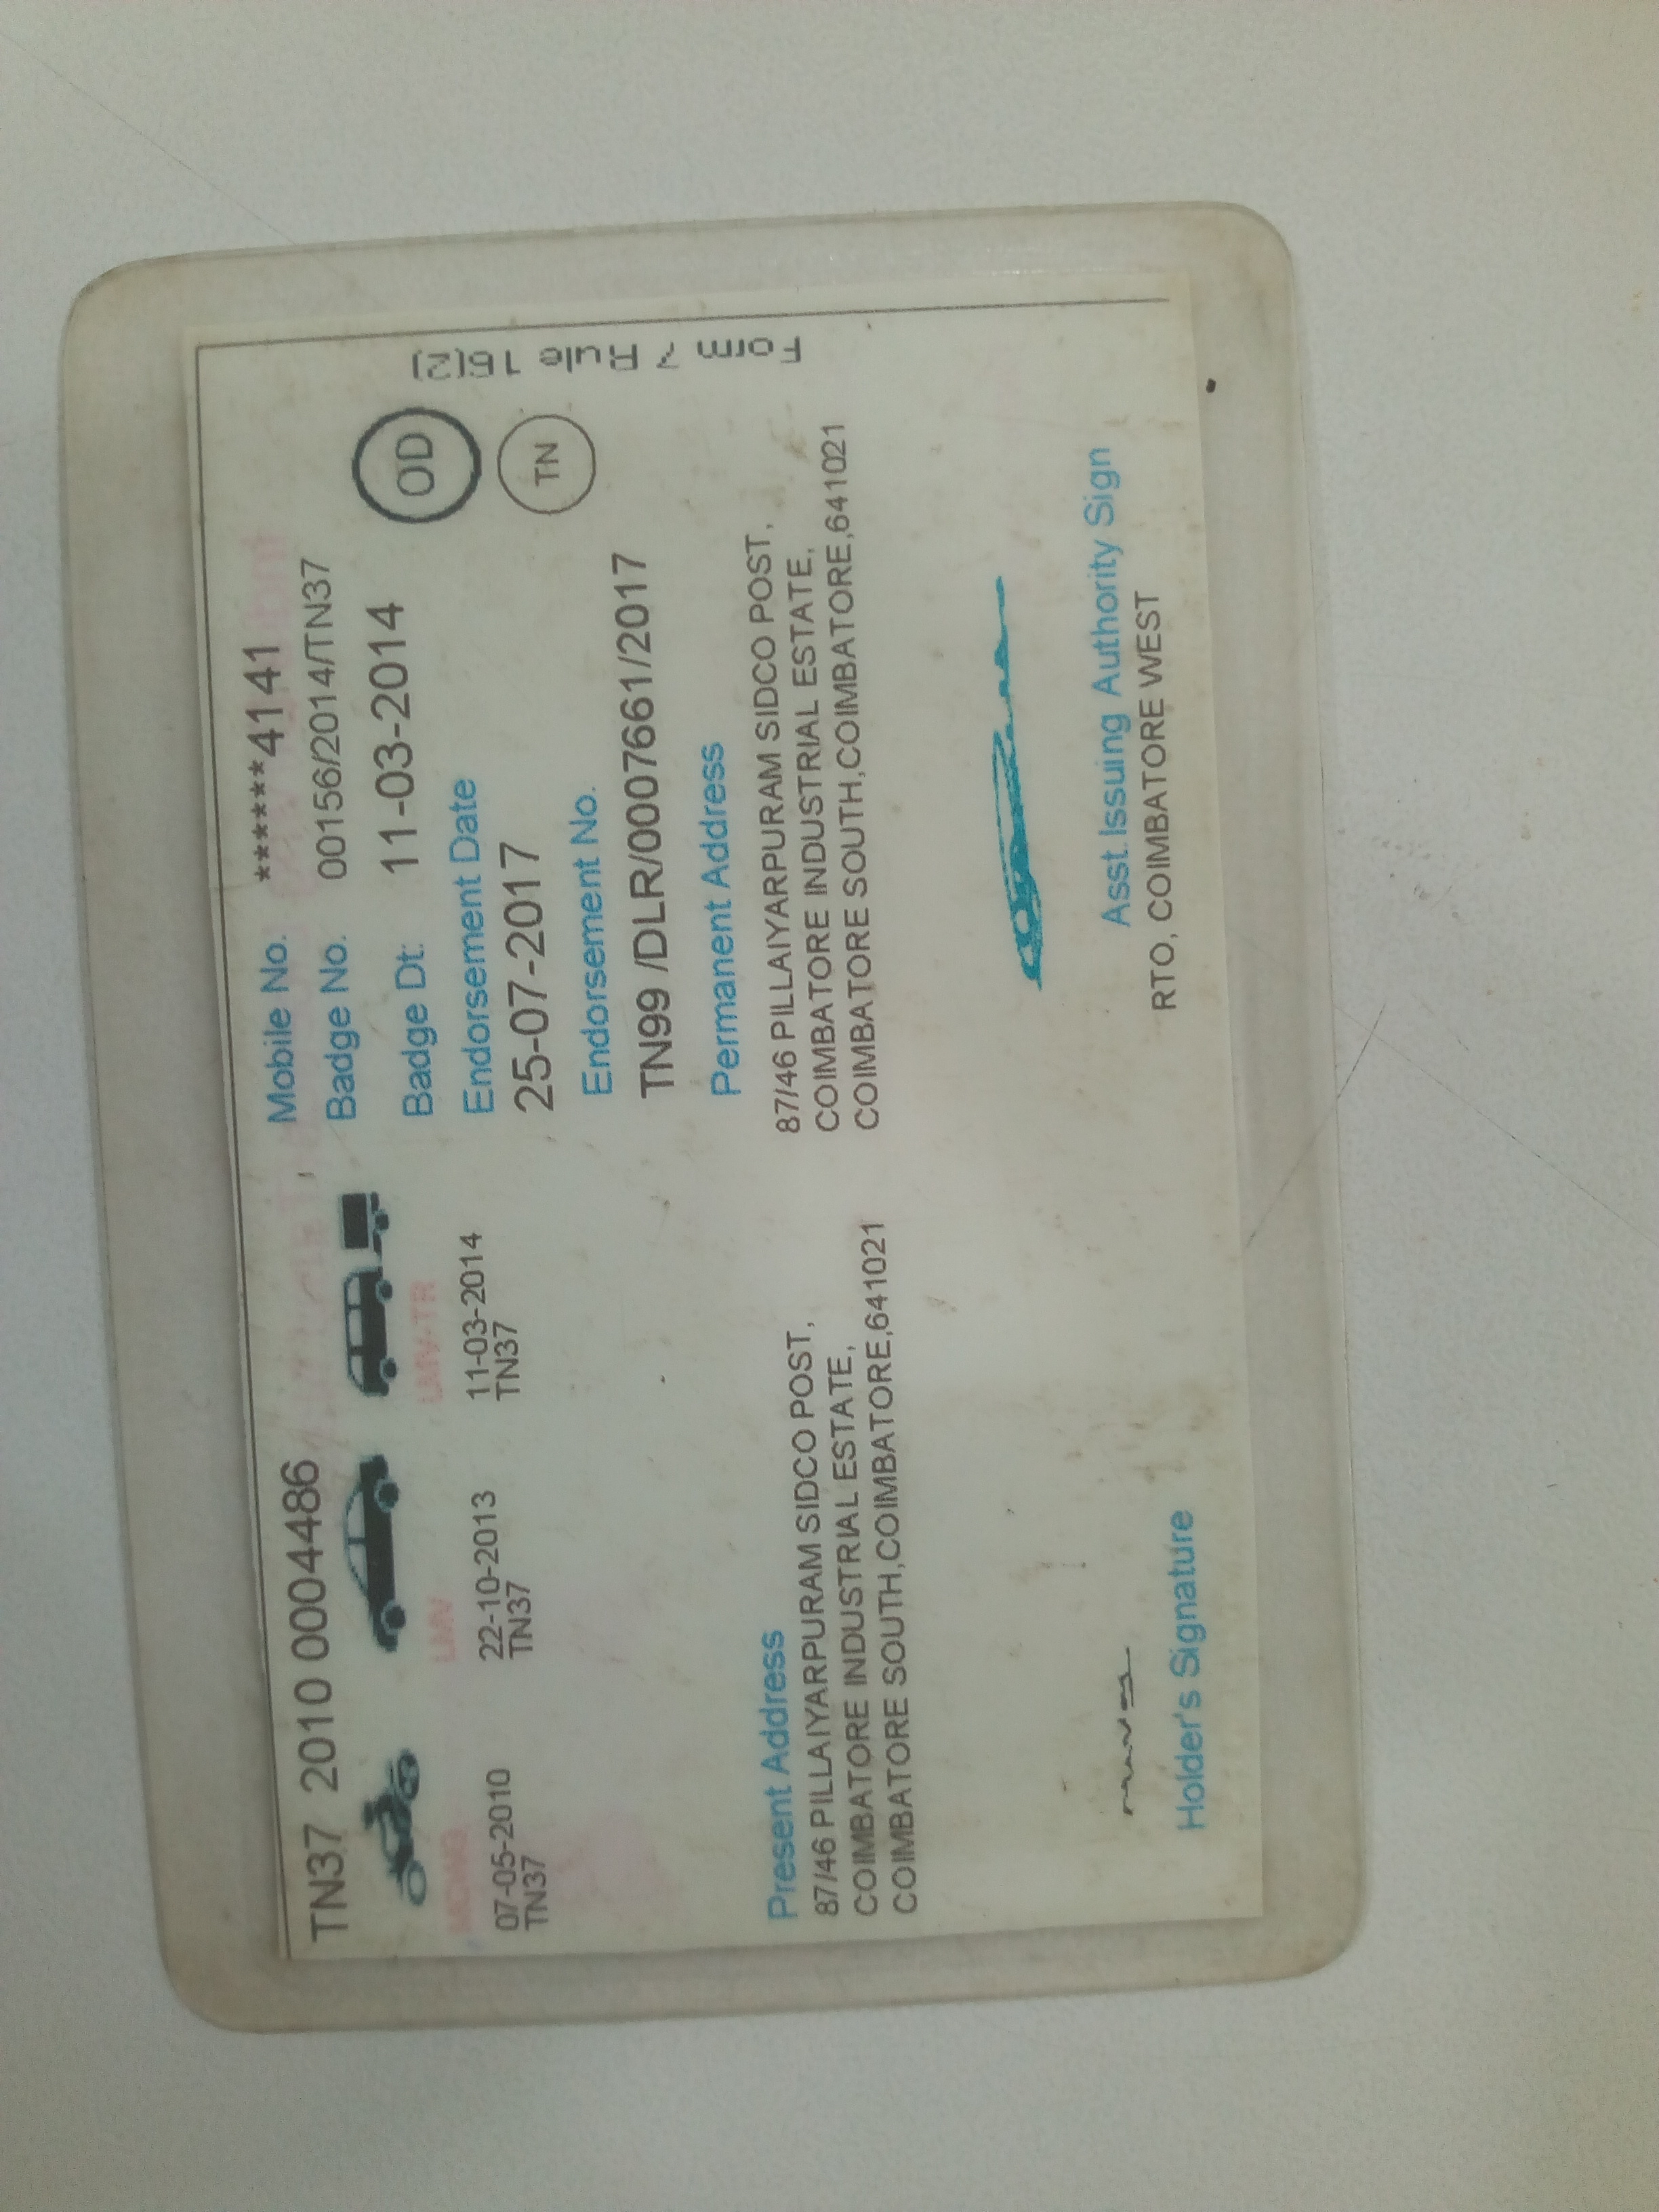 TN37 2010 0004486
MCWG
LMV
LMV-TR
07-05-2010
TN37
22-10-2013
TN37
11-03-2014
TN37
Mobile No. ******4141
Badge No. 00156/2014/TN37
Badge Dt. 11-03-2014
OD
Endorsement Date
25-07-2017
TN
Endorsement No.
TN99 /DLR/0007661/2017
Form 7 Rule 16(2)
Present Address
87/46 PILLAIYARPURAM SIDCO POST,
COIMBATORE INDUSTRIAL ESTATE,
COIMBATORE SOUTH,COIMBATORE,641021
Permanent Address
87/46 PILLAIYARPURAM SIDCO POST,
COIMBATORE INDUSTRIAL ESTATE,
COIMBATORE SOUTH,COIMBATORE,641021
Holder's Signature
Asst.Issuing Authority Sign
RTO, COIMBATORE WEST